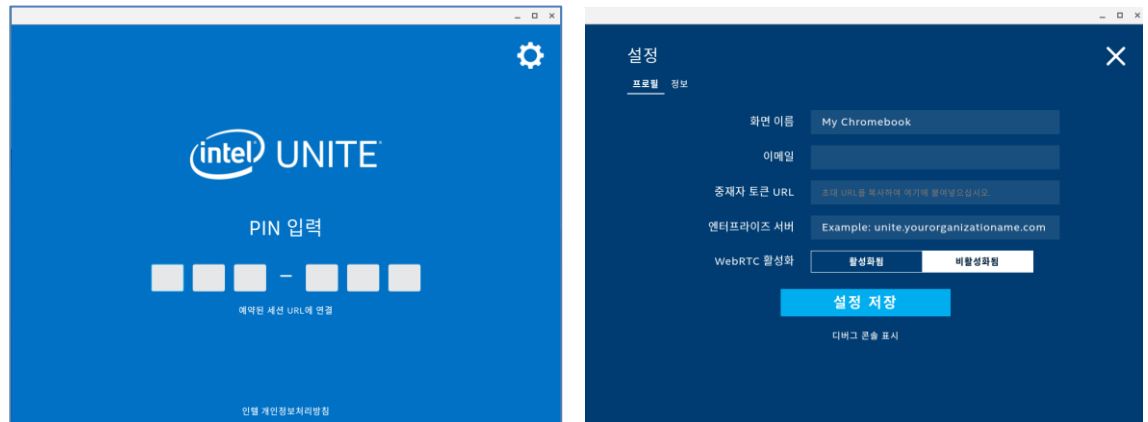 intel UNITE
PIN 입력
–
예약된 세션 URL에 연결
인텔 개인정보처리방침
설정
프로필 정보
화면 이름 My Chromebook
이메일
중재자 토큰 URL 초대 URL을 복사하여 여기에 붙여넣으십시오.
엔터프라이즈 서버 Example: unite.yourorganizationame.com
WebRTC 활성화 활성화됨 비활성화됨
설정 저장
디버그 콘솔 표시